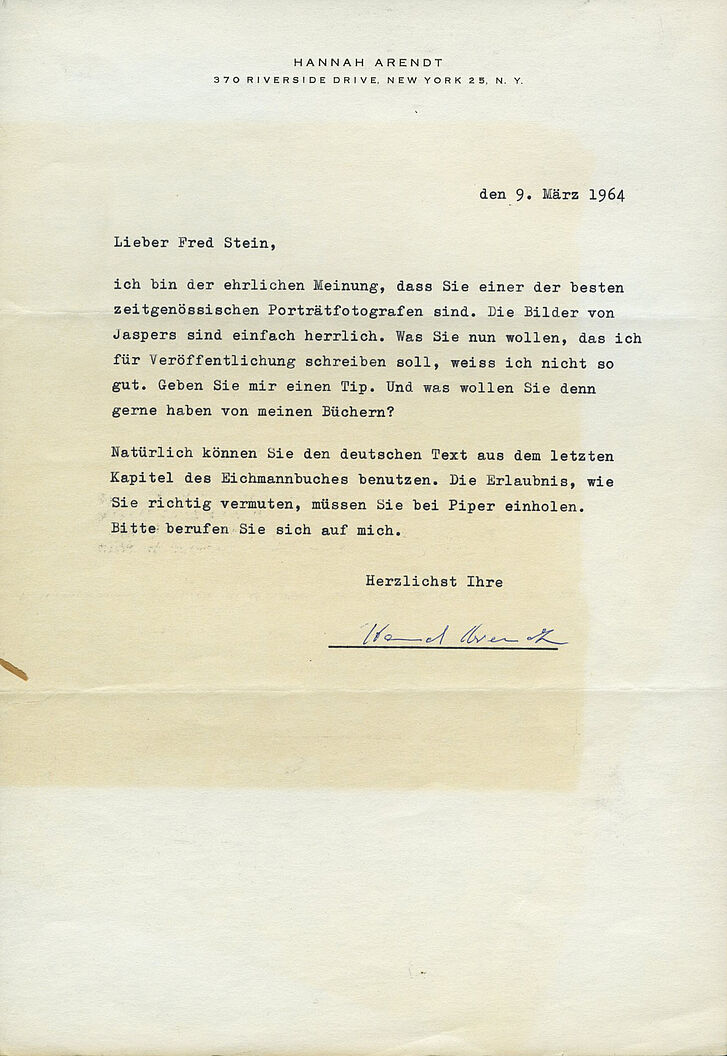 HANNAH ARENDT
370 RIVERSIDE DRIVE, NEW YORK 25, N. Y.
den 9. März 1964
Lieber Fred Stein,
ich bin der ehrlichen Meinung, dass Sie einer der besten
zeitgenössischen Porträtfotografen sind. Die Bilder von
Jaspers sind einfach herrlich. Was Sie nun wollen, das ich
für Veröffentlichung schreiben soll, weiss ich nicht so
gut. Geben Sie mir einen Tip. Und was wollen Sie denn
gerne haben von meinen Büchern?
Natürlich können Sie den deutschen Text aus dem letzten
Kapitel des Eichmannbuches benutzen. Die Erlaubnis, wie
Sie richtig vermuten, müssen Sie bei Piper einholen.
Bitte berufen Sie sich auf mich.
Herzlichst Ihre
Hannah Arendt